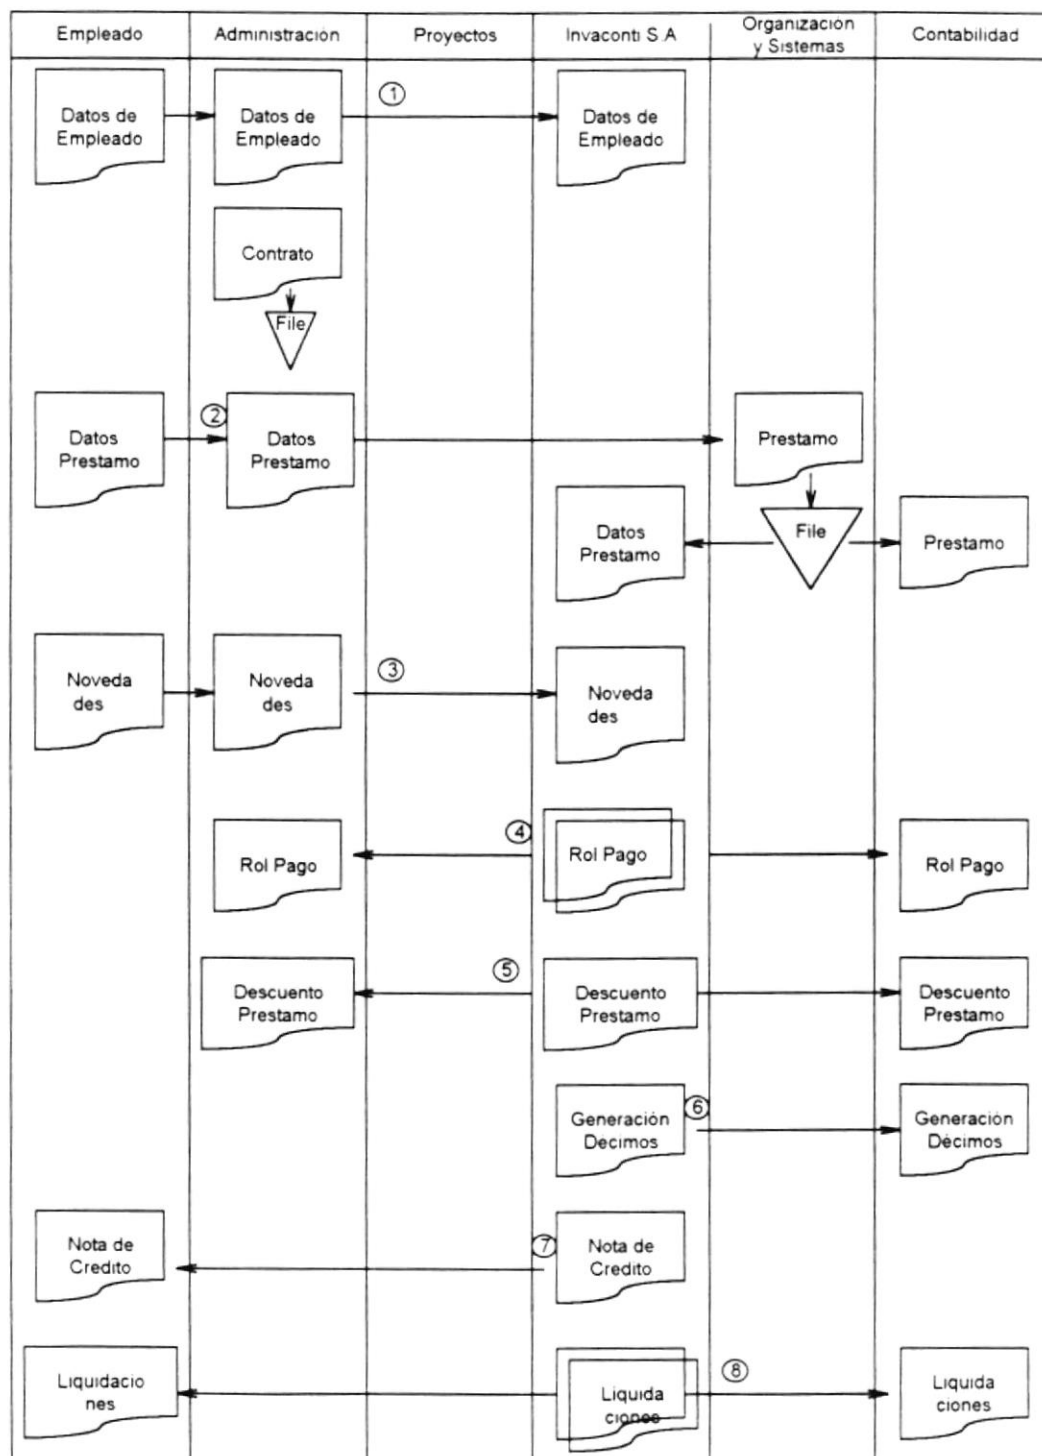 Empleado
Administración
Proyectos
Invaconti S.A
Organización
y Sistemas
Contabilidad
Datos de
Empleado
Datos de
Empleado
1
Datos de
Empleado
Contrato
File
Datos
Prestamo
2
Datos
Prestamo
Prestamo
Datos
Prestamo
File
Prestamo
Noveda
des
Noveda
des
3
Noveda
des
Rol Pago
4
Rol Pago
Rol Pago
Descuento
Prestamo
5
Descuento
Prestamo
Descuento
Prestamo
Generación
Decimos
6
Generación
Décimos
Nota de
Credito
7
Nota de
Credito
Liquidacio
nes
Liquida
ciones
8
Liquida
ciones